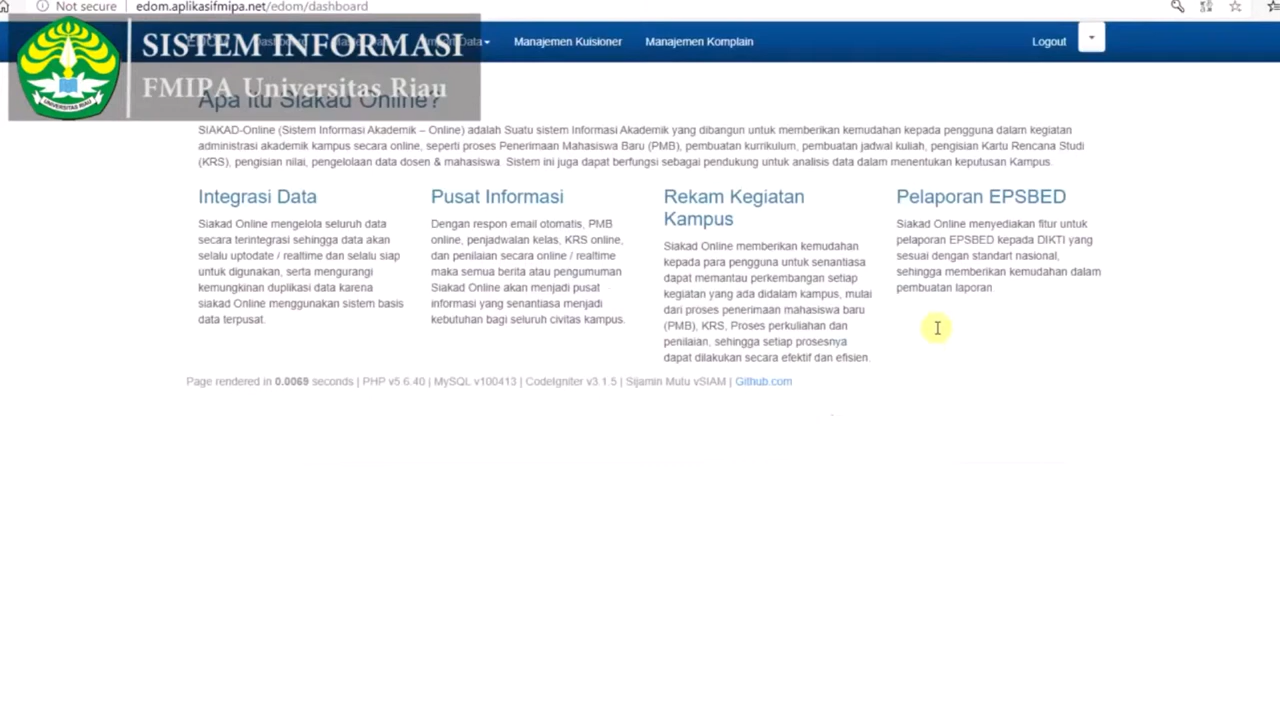 Not secure
edom.aplikasifmipa.net/edom/dashboard
UNIVERSITAS RIAU
SISTEM INFORMASI
FMIPA Universitas Riau
Manajemen Kuisioner
Manajemen Komplain
Logout
Apa itu Siakad Online?
SIAKAD-Online (Sistem Informasi Akademik – Online) adalah Suatu sistem Informasi Akademik yang dibangun untuk memberikan kemudahan kepada pengguna dalam kegiatan
administrasi akademik kampus secara online, seperti proses Penerimaan Mahasiswa Baru (PMB), pembuatan kurrikulum, pembuatan jadwal kuliah, pengisian Kartu Rencana Studi
(KRS), pengisian nilai, pengelolaan data dosen & mahasiswa. Sistem ini juga dapat berfungsi sebagai pendukung untuk analisis data dalam menentukan keputusan Kampus.
Integrasi Data
Siakad Online mengelola seluruh data
secara terintegrasi sehingga data akan
selalu uptodate / realtime dan selalu siap
untuk digunakan, serta mengurangi
kemungkinan duplikasi data karena
siakad Online menggunakan sistem basis
data terpusat.
Pusat Informasi
Dengan respon email otomatis, PMB
online, penjadwalan kelas, KRS online,
dan penilaian secara online / realtime
maka semua berita atau pengumuman
Siakad Online akan menjadi pusat
informasi yang senantiasa menjadi
kebutuhan bagi seluruh civitas kampus.
Rekam Kegiatan
Kampus
Siakad Online memberikan kemudahan
kepada para pengguna untuk senantiasa
dapat memantau perkembangan setiap
kegiatan yang ada didalam kampus, mulai
dari proses penerimaan mahasiswa baru
(PMB), KRS, Proses perkuliahan dan
penilaian, sehingga setiap prosesnya
dapat dilakukan secara efektif dan efisien.
Pelaporan EPSBED
Siakad Online menyediakan fitur untuk
pelaporan EPSBED kepada DIKTI yang
sesuai dengan standart nasional,
sehingga memberikan kemudahan dalam
pembuatan laporan.
Page rendered in 0.0069 seconds | PHP v5.6.40 | MySQL v100413 | CodeIgniter v3.1.5 | Sijamin Mutu vSIAM | Github.com